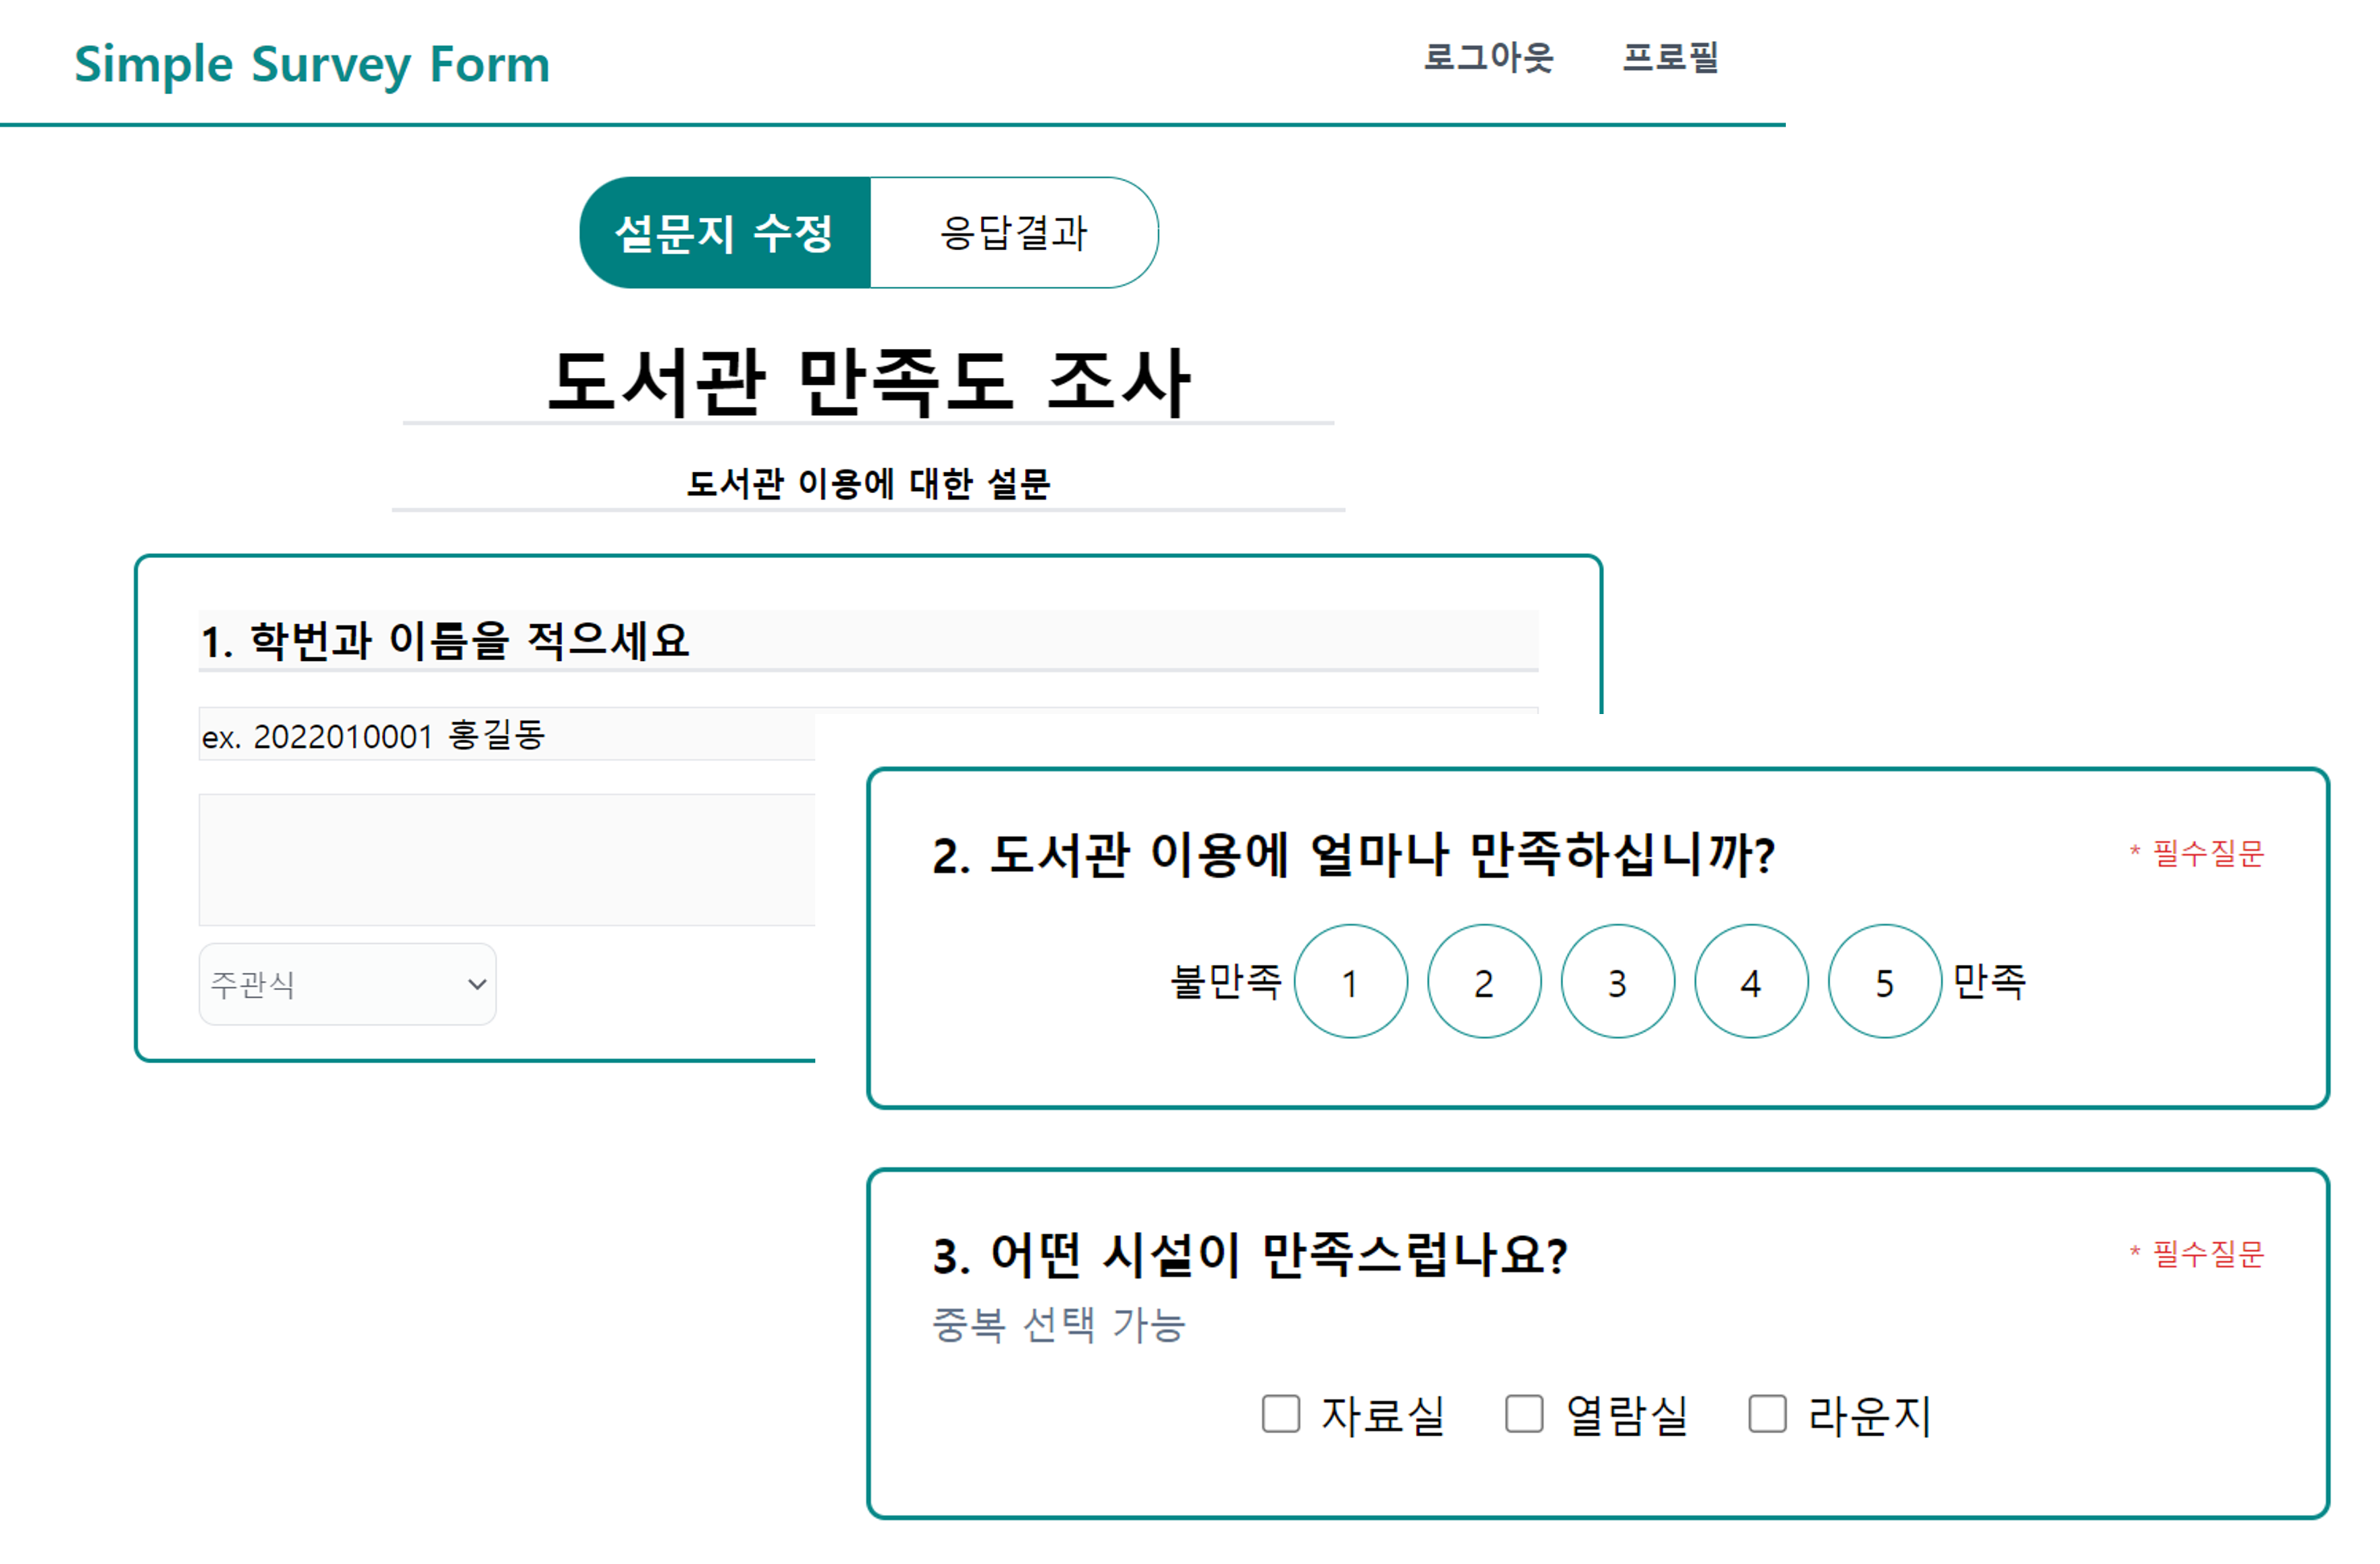 Simple Survey Form
로그아웃 프로필
설문지 수정 응답결과
도서관 만족도 조사
도서관 이용에 대한 설문
1. 학번과 이름을 적으세요
ex. 2022010001 홍길동
주관식
2. 도서관 이용에 얼마나 만족하십니까? * 필수질문
불만족 1 2 3 4 5 만족
3. 어떤 시설이 만족스럽나요? * 필수질문
중복 선택 가능
자료실 열람실 라운지